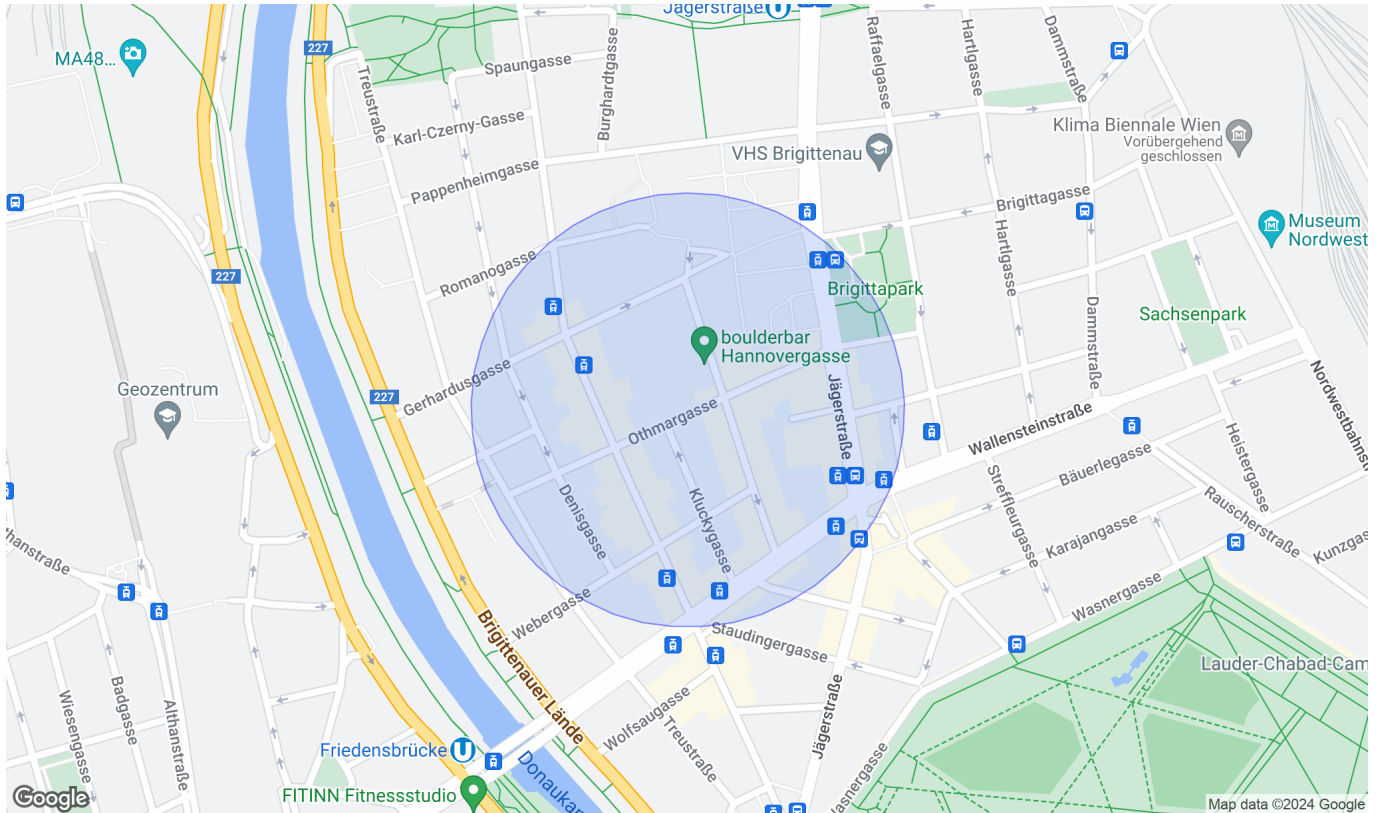 Jägerstraße
227
MA48...
Spaungasse
Burghardtgasse
Raffaelgasse
Hartlgasse
Dammstraße
Treustraße
Karl-Czerny-Gasse
Klima Biennale Wien
Vorübergehend
geschlossen
VHS Brigittenau
Pappenheimgasse
Brigittagasse
Museum
Nordwest
Hartlgasse
Romanogasse
227
Brigittapark
Sachsenpark
Dammstraße
boulderbar
Hannovergasse
Geozentrum
227
Gerhardusgasse
Jägerstraße
Othmargasse
Wallensteinstraße
Nordwestbahnst
Heistergasse
Bäuerlegasse
Streffleurgasse
Denisgasse
Kluckygasse
Rauscherstraße
Karajangasse
Kunzgas
thanstraße
Webergasse
Wasnergasse
Brigittenauer Lände
Staudingergasse
Lauder-Chabad-Cam
Wiesengasse
Badgasse
Althanstraße
Wolfsaugasse
Treustraße
Jägerstraße
Wasnergasse
Friedensbrücke
Donaukan
FITINN Fitnessstudio
Google
Map data ©2024 Google